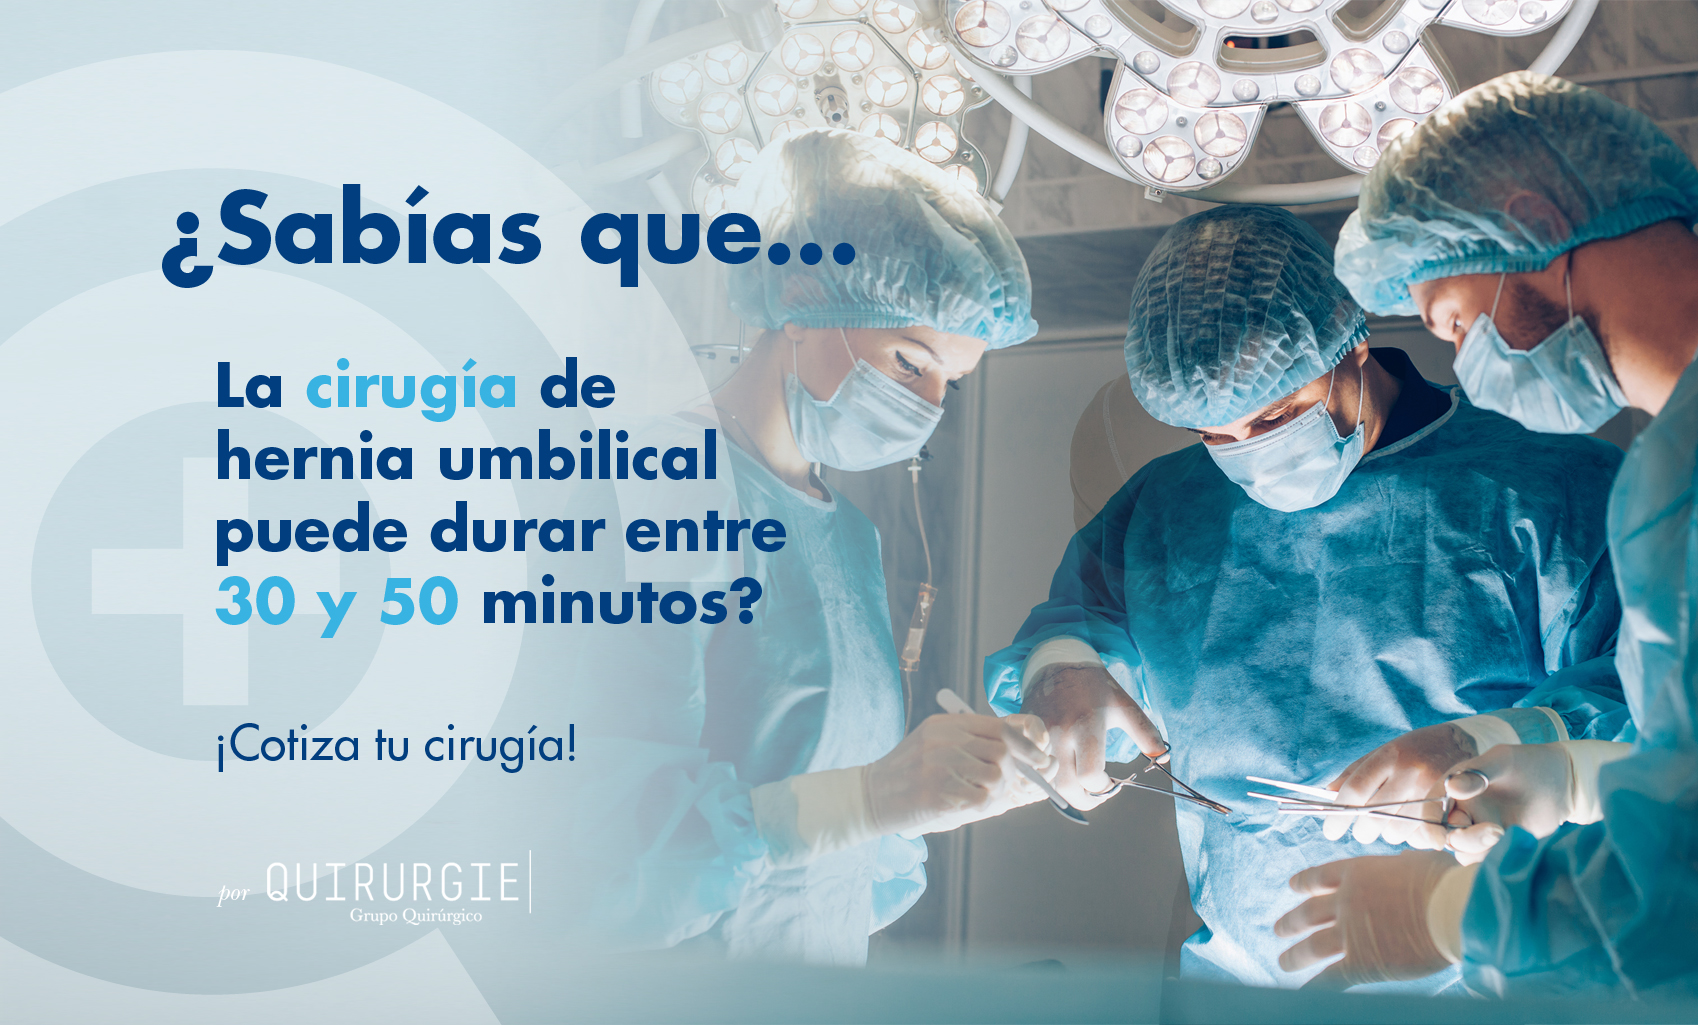 ¿Sabías que...
La cirugía de
hernia umbilical
puede durar entre
30 y 50 minutos?
¡Cotiza tu cirugía!
por QUIRURGIE
Grupo Quirúrgico